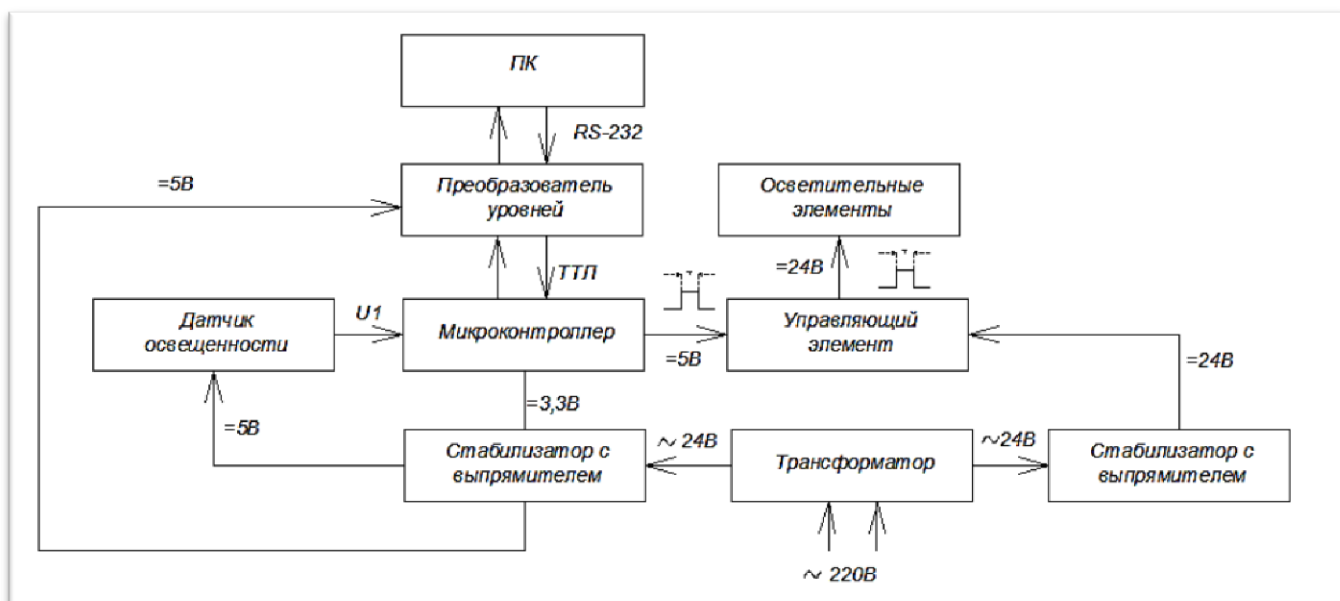 ПК
RS-232
=5В
Преобразователь
уровней
Осветительные
элементы
ТТЛ
=24В
Датчик
освещенности
U1
Микроконтроллер
=5В
Управляющий
элемент
=24В
=5В
=3,3В
Стабилизатор с
выпрямителем
~ 24В
Трансформатор
~24В
Стабилизатор с
выпрямителем
~ 220В